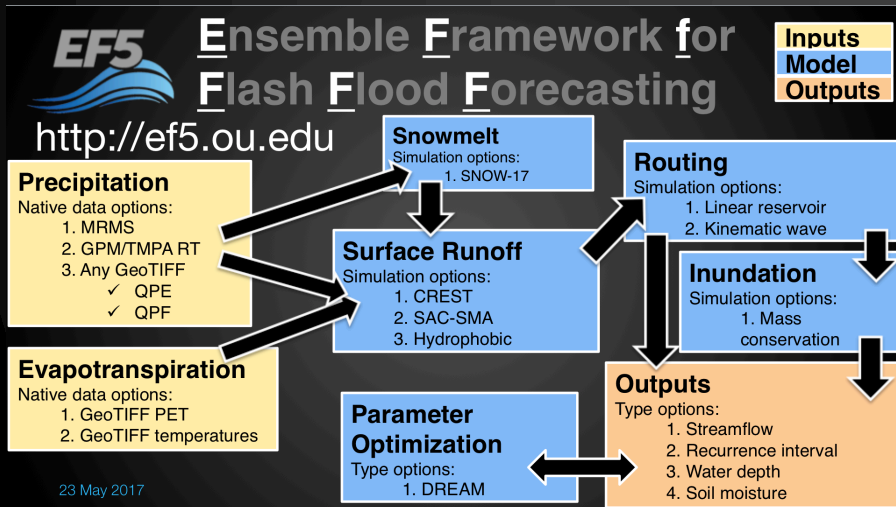 EF5
Ensemble Framework for
Flash Flood Forecasting
http://ef5.ou.edu
Inputs
Model
Outputs
Precipitation
Native data options:
1. MRMS
2. GPM/TMPA RT
3. Any GeoTIFF
✓ QPE
✓ QPF
Evapotranspiration
Native data options:
1. GeoTIFF PET
2. GeoTIFF temperatures
Snowmelt
Simulation options:
1. SNOW-17
Surface Runoff
Simulation options:
1. CREST
2. SAC-SMA
3. Hydrophobic
Routing
Simulation options:
1. Linear reservoir
2. Kinematic wave
Inundation
Simulation options:
1. Mass
conservation
Parameter
Optimization
Type options:
1. DREAM
Outputs
Type options:
1. Streamflow
2. Recurrence interval
3. Water depth
4. Soil moisture
23 May 2017